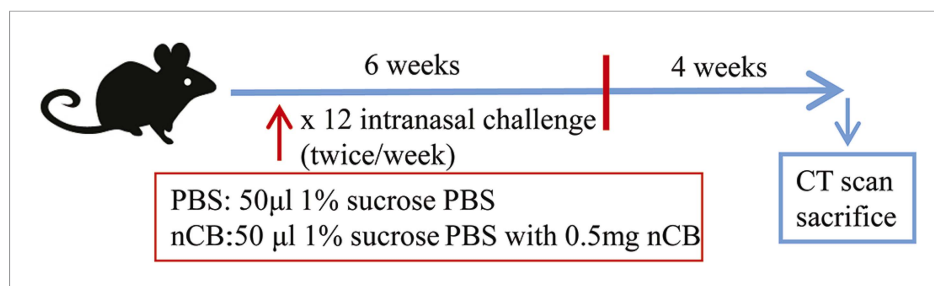 6 weeks
4 weeks
x 12 intranasal challenge
(twice/week)
PBS: 50μl 1% sucrose PBS
nCB:50 μl 1% sucrose PBS with 0.5mg nCB
CT scan
sacrifice